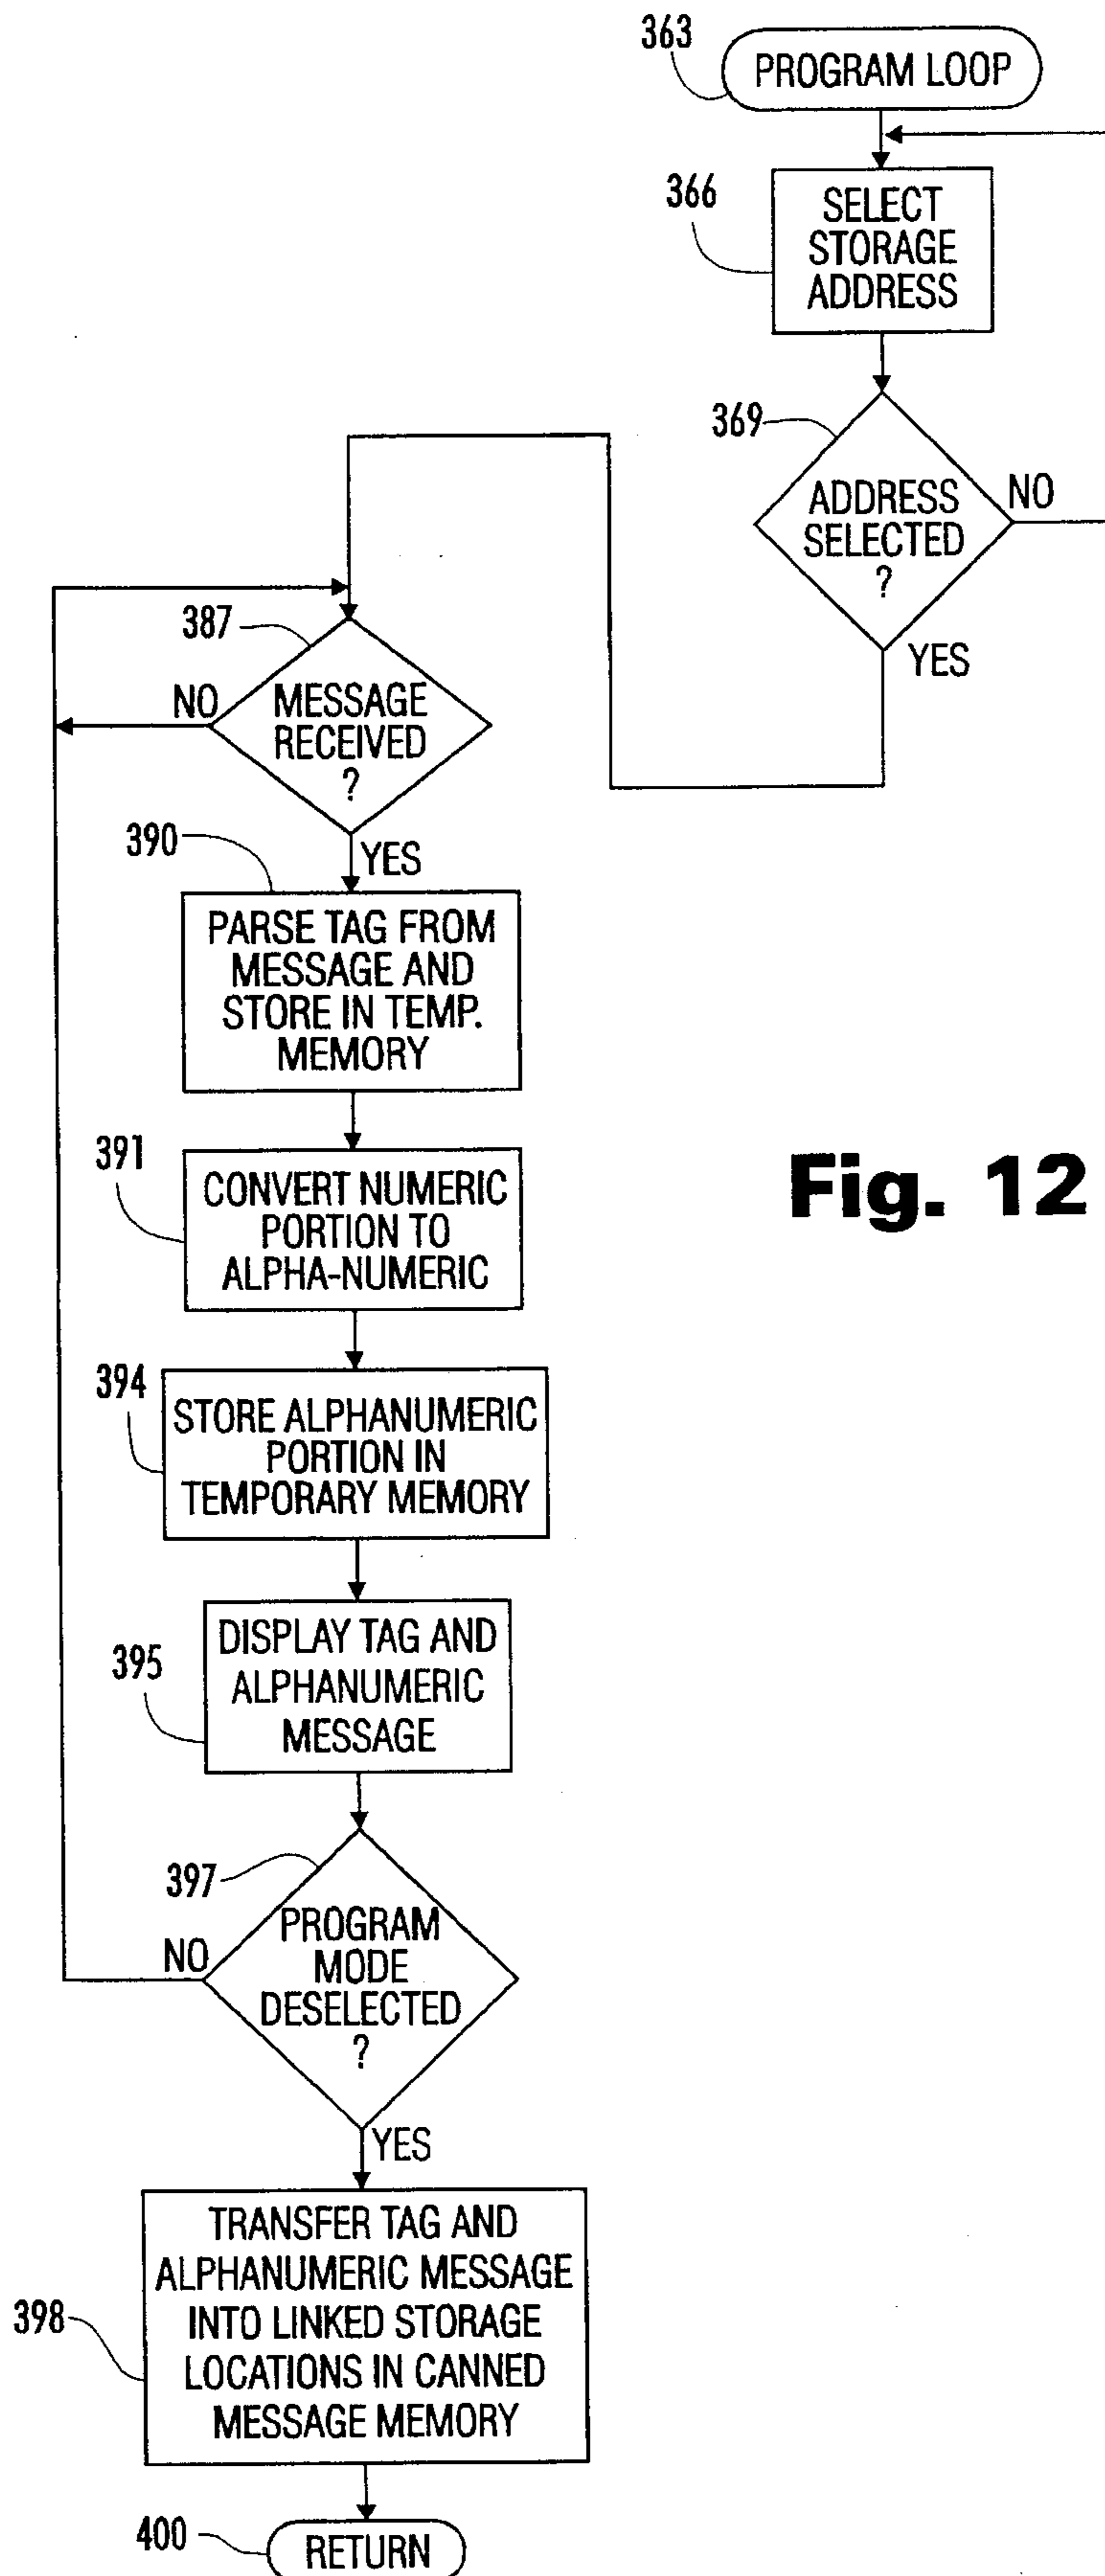 363
PROGRAM LOOP
366
SELECT
STORAGE
ADDRESS
369
ADDRESS
SELECTED
?
NO
YES
387
NO
MESSAGE
RECEIVED
?
YES
390
PARSE TAG FROM
MESSAGE AND
STORE IN TEMP.
MEMORY
391
CONVERT NUMERIC
PORTION TO
ALPHA-NUMERIC
Fig. 12
394
STORE ALPHANUMERIC
PORTION IN
TEMPORARY MEMORY
395
DISPLAY TAG AND
ALPHANUMERIC
MESSAGE
397
NO
PROGRAM
MODE
DESELECTED
?
YES
398
TRANSFER TAG AND
ALPHANUMERIC MESSAGE
INTO LINKED STORAGE
LOCATIONS IN CANNED
MESSAGE MEMORY
400
RETURN